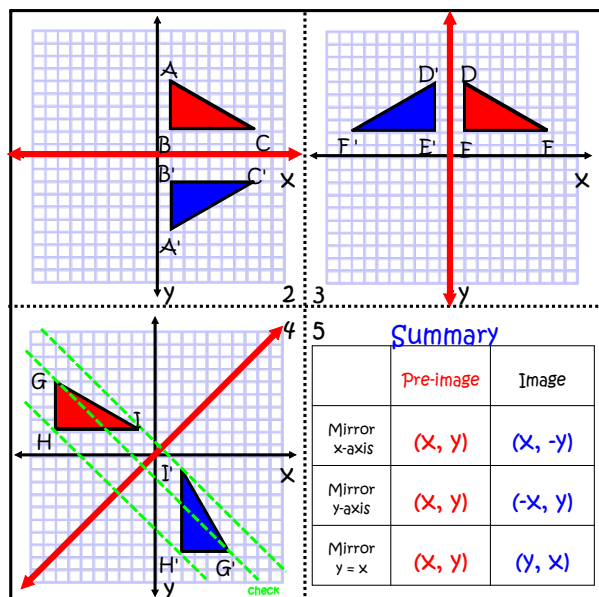 A
B
C
x
B'
C'
A'
y
2
D'
D
F'
E'
E
F
x
3
y
4
G
I
H
x
I'
H'
G'
y
check
5
Summary
Pre-image
Image
Mirror
x-axis
(x, y)
(x, -y)
Mirror
y-axis
(x, y)
(-x, y)
Mirror
y = x
(x, y)
(y, x)